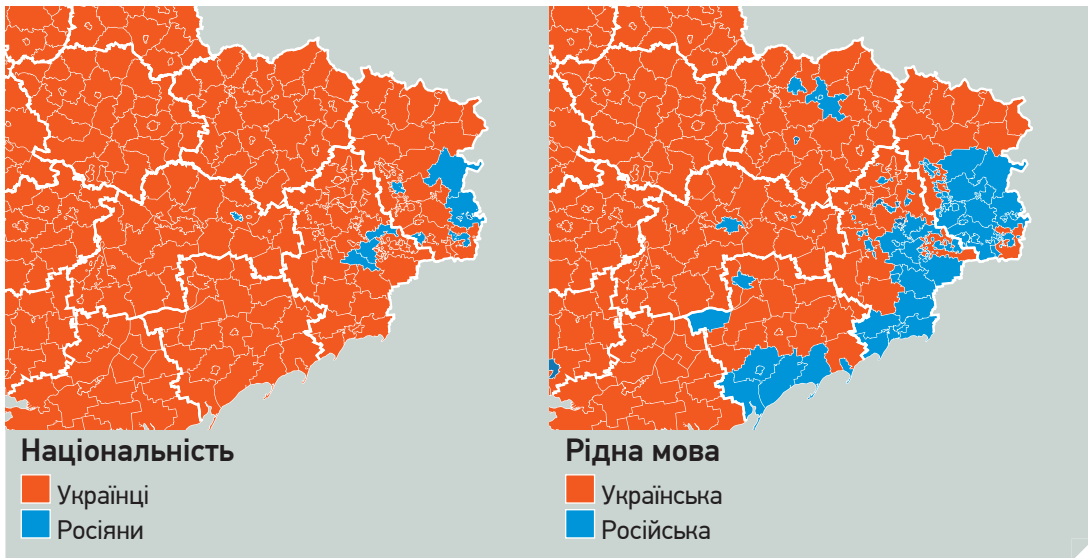 Національність
Українці
Росіяни
Рідна мова
Українська
Російська